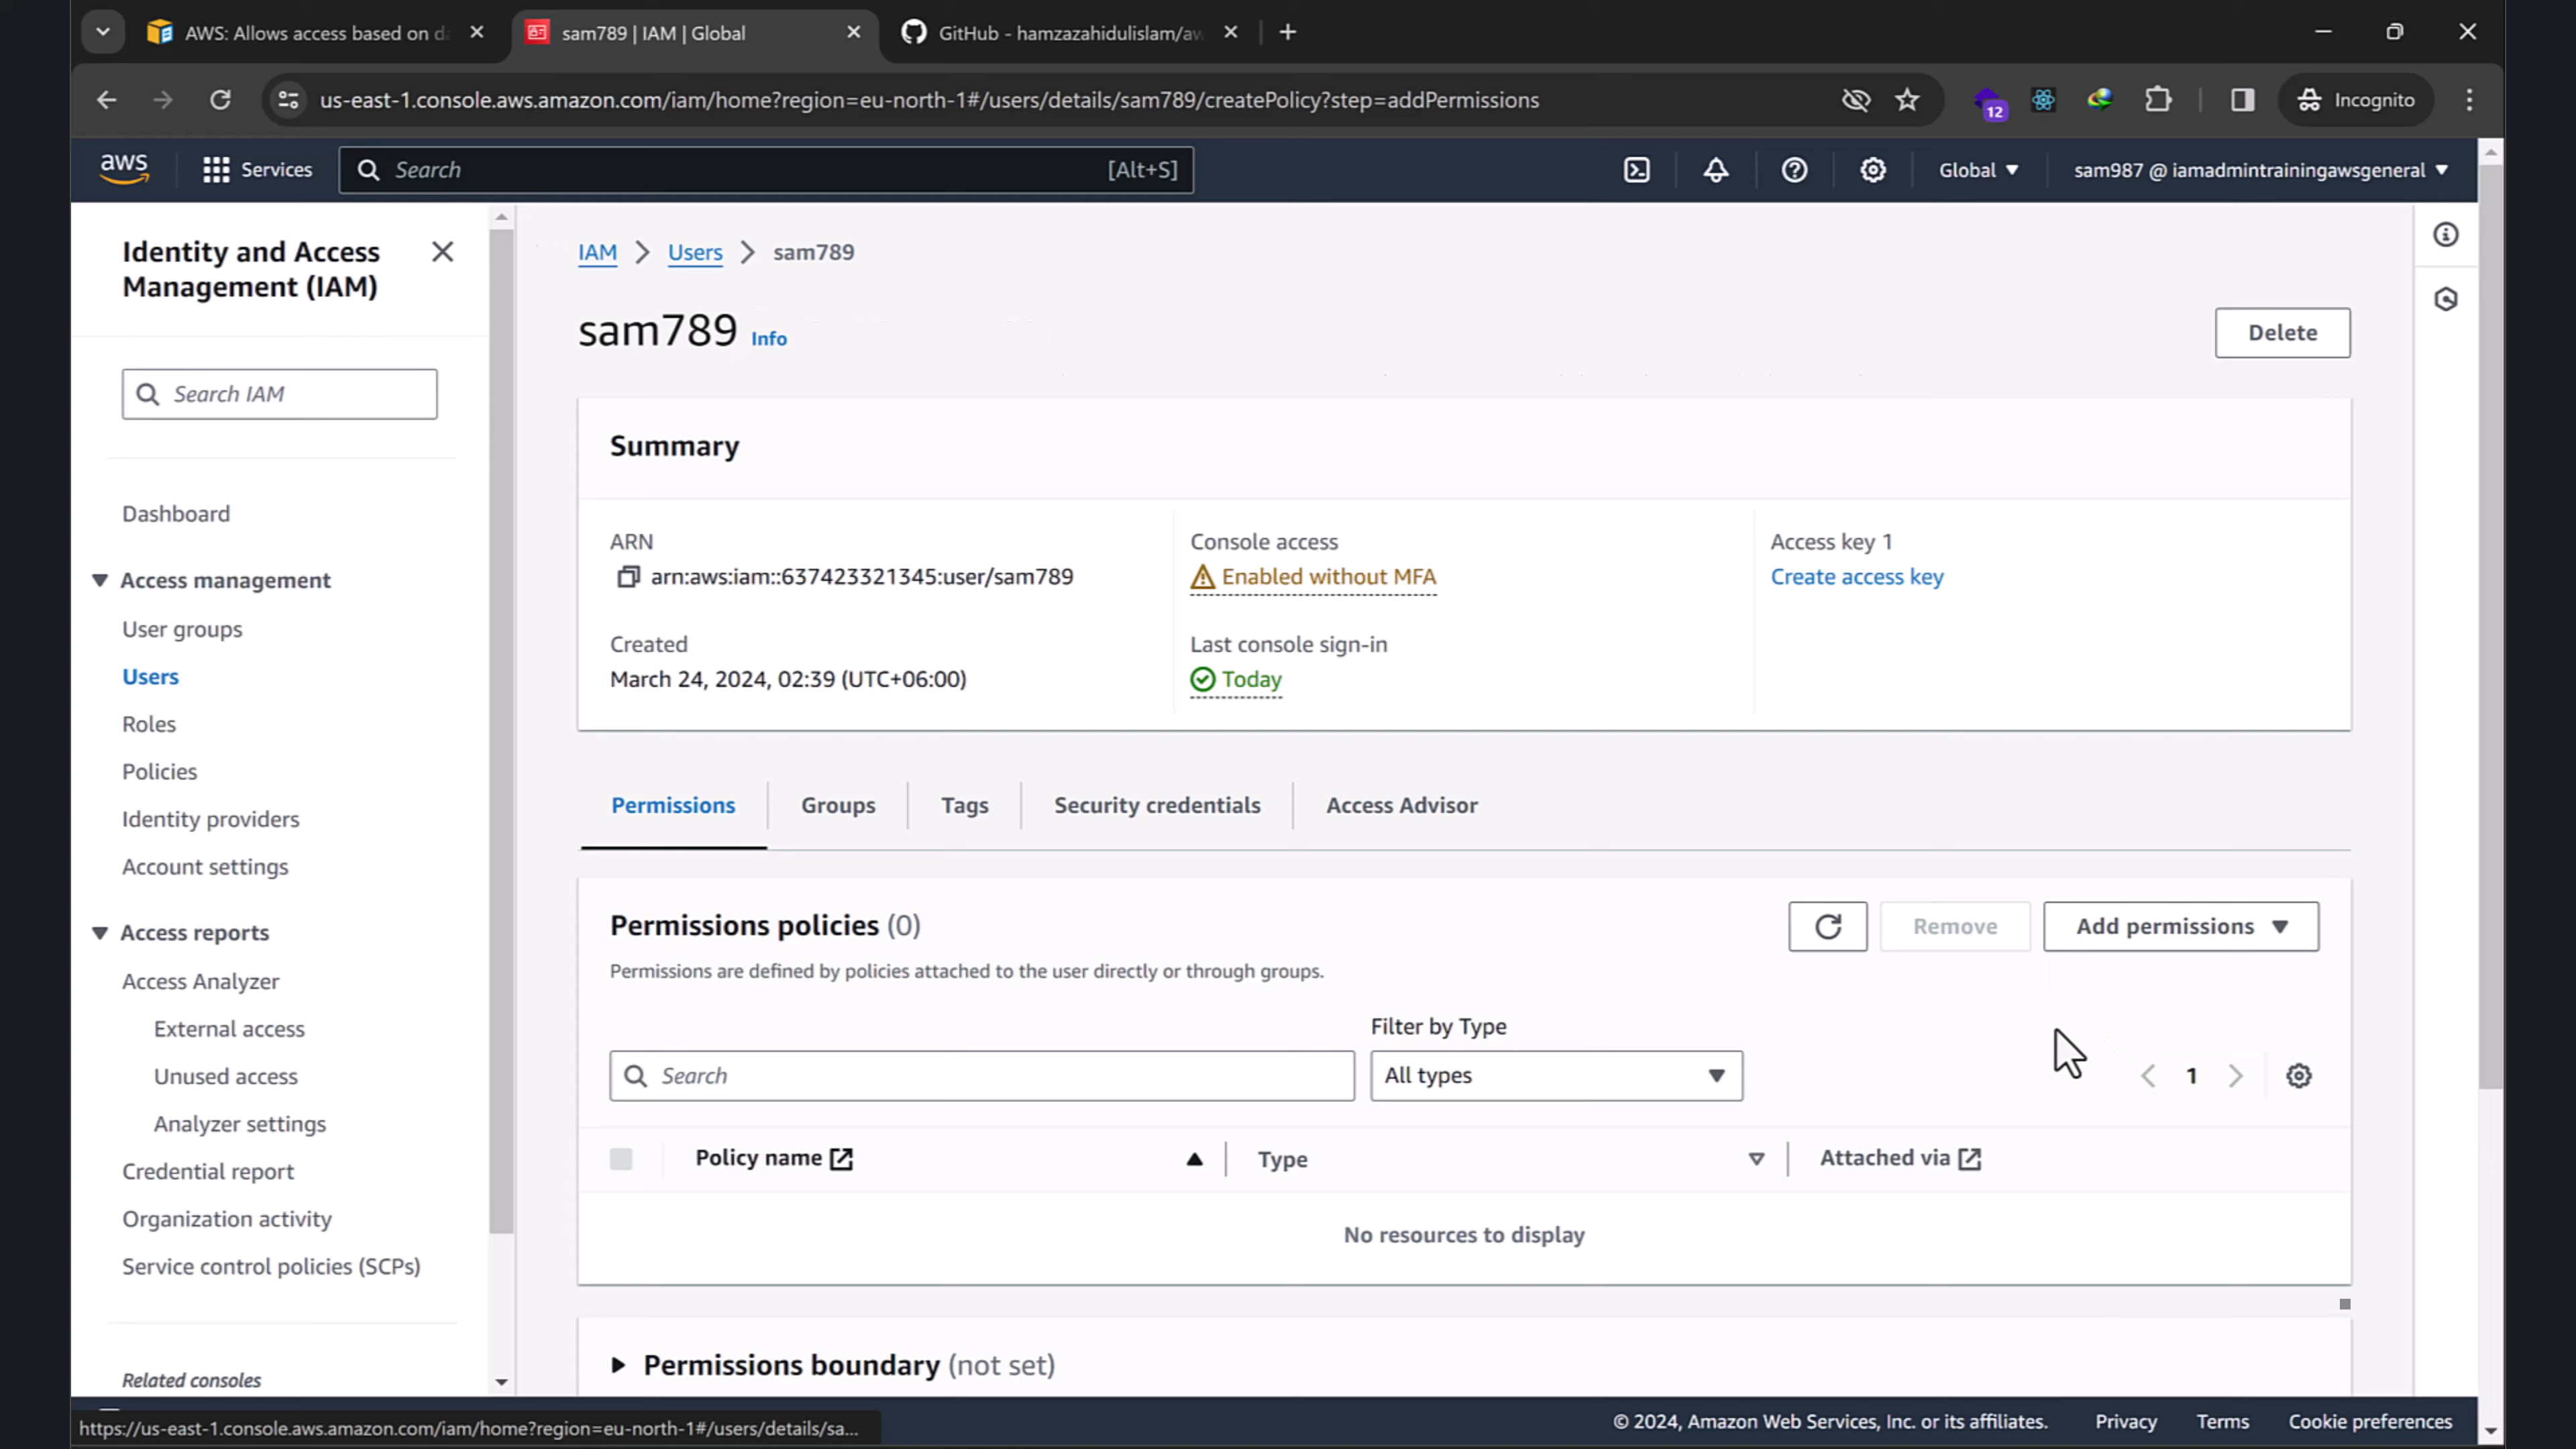 AWS: Allows access based on da
sam789 | IAM | Global
GitHub - hamzazahidulislam/aw
us-east-1.console.aws.amazon.com/iam/home?region=eu-north-1#/users/details/sam789/createPolicy?step=addPermissions
12
Incognito
aws
Services
Search
[Alt+S]
Global
sam987 @ iamadmintrainingawsgeneral
Identity and Access
Management (IAM)
Search IAM
Dashboard
Access management
User groups
Users
Roles
Policies
Identity providers
Account settings
Access reports
Access Analyzer
External access
Unused access
Analyzer settings
Credential report
Organization activity
Service control policies (SCPs)
Related consoles
IAM > Users > sam789
sam789 Info
Delete
Summary
ARN
arn:aws:iam::637423321345:user/sam789
Console access
Enabled without MFA
Access key 1
Create access key
Created
March 24, 2024, 02:39 (UTC+06:00)
Last console sign-in
Today
Permissions
Groups
Tags
Security credentials
Access Advisor
Permissions policies (0)
Remove
Add permissions
Permissions are defined by policies attached to the user directly or through groups.
Filter by Type
Search
All types
1
Policy name
Type
Attached via
No resources to display
Permissions boundary (not set)
https://us-east-1.console.aws.amazon.com/iam/home?region=eu-north-1#/users/details/sa...
© 2024, Amazon Web Services, Inc. or its affiliates.
Privacy
Terms
Cookie preferences